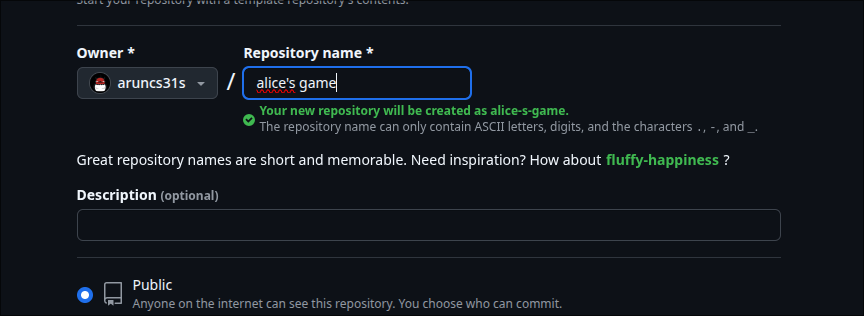 Start your repository with a template repository's contents.
Owner * Repository name *
aruncs31s / alice's game
Your new repository will be created as alice-s-game.
The repository name can only contain ASCII letters, digits, and the characters ., -, and _.
Great repository names are short and memorable. Need inspiration? How about fluffy-happiness ?
Description (optional)
Public
Anyone on the internet can see this repository. You choose who can commit.